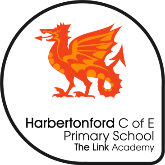 Harbertonford C of E
Primary School
The Link Academy